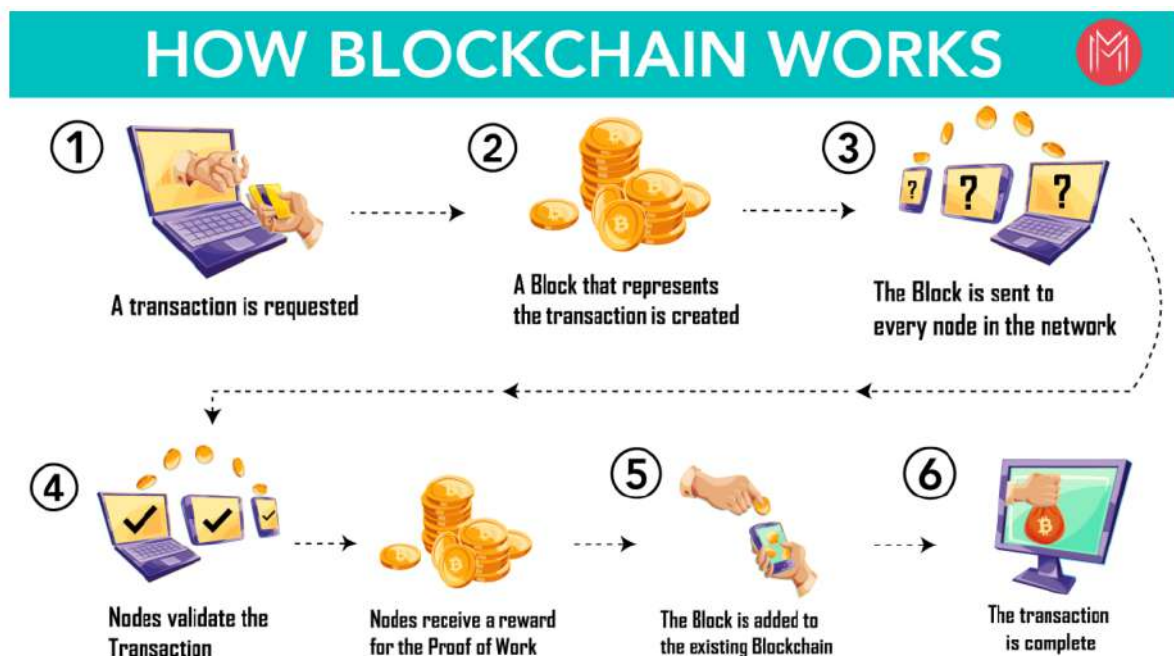 HOW BLOCKCHAIN WORKS
M
1
A transaction is requested
2
A Block that represents
the transaction is created
3
? ? ?
The Block is sent to
every node in the network
4
Nodes validate the
Transaction
Nodes receive a reward
for the Proof of Work
5
The Block is added to
the existing Blockchain
6
The transaction
is complete